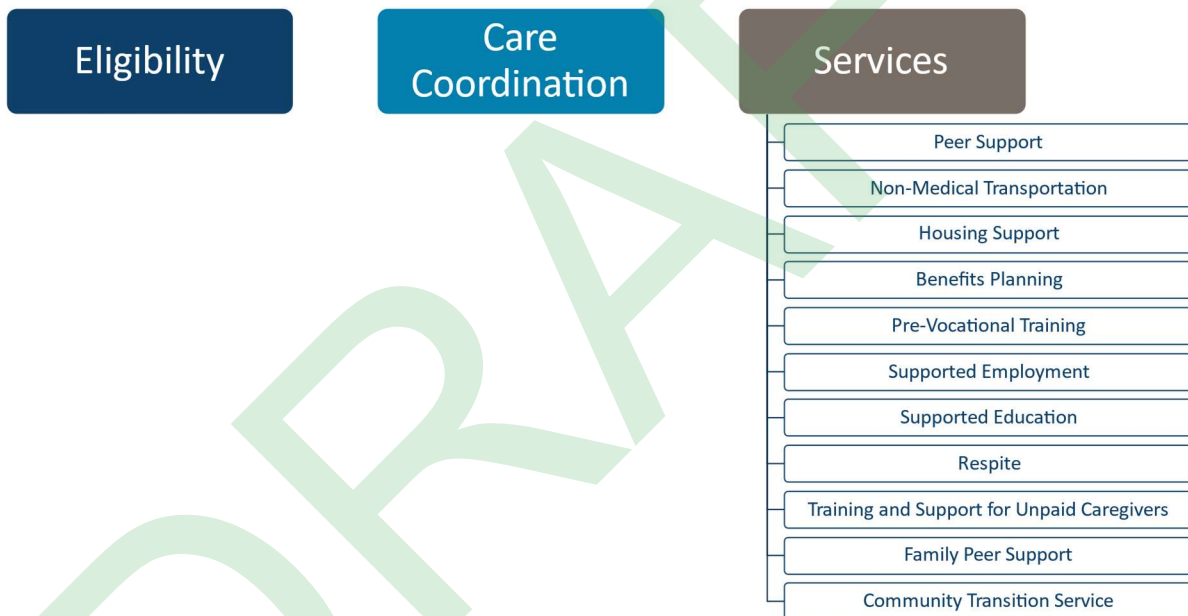 Eligibility
Care
Coordination
Services
Peer Support
Non-Medical Transportation
Housing Support
Benefits Planning
Pre-Vocational Training
Supported Employment
Supported Education
Respite
Training and Support for Unpaid Caregivers
Family Peer Support
Community Transition Service
DRAFT